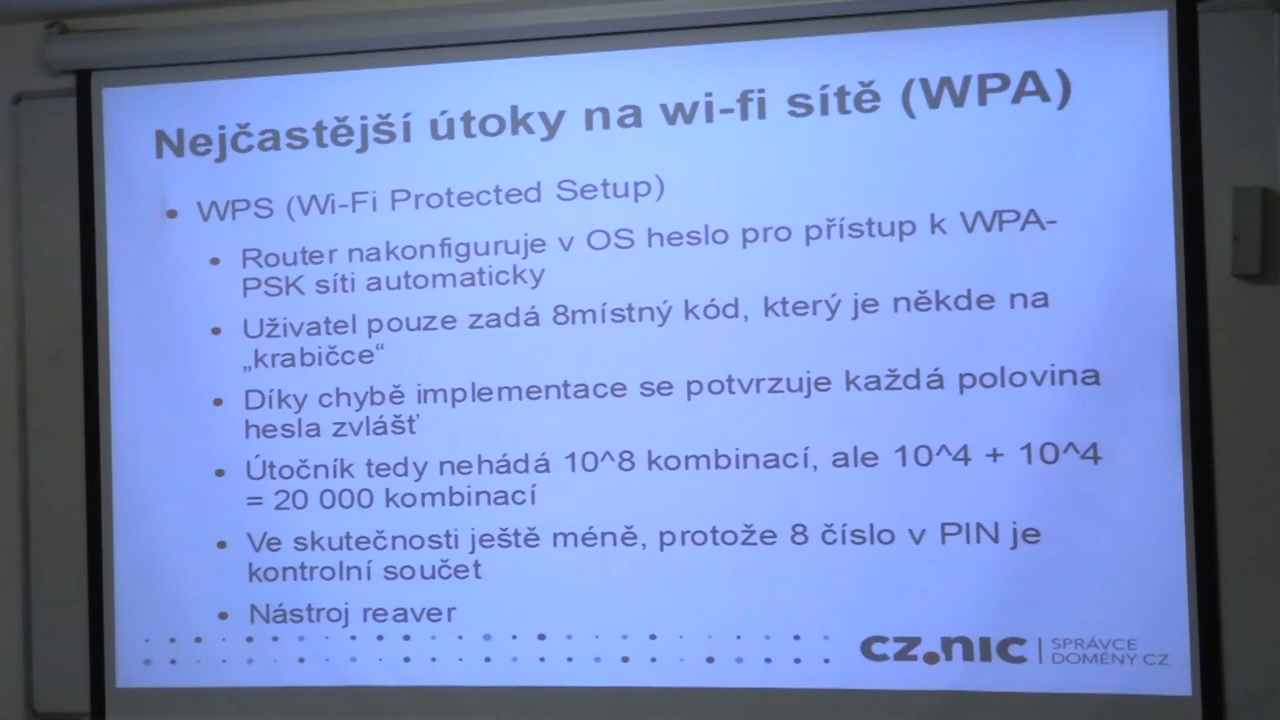 Nejčastější útoky na wi-fi sítě (WPA)
WPS (Wi-Fi Protected Setup)
Router nakonfiguruje v OS heslo pro přístup k WPA-
PSK síti automaticky
Uživatel pouze zadá 8místný kód, který je někde na
„krabičce“
Díky chybě implementace se potvrzuje každá polovina
hesla zvlášť
Útočník tedy nehádá 10^8 kombinací, ale 10^4 + 10^4
= 20 000 kombinací
Ve skutečnosti ještě méně, protože 8 číslo v PIN je
kontrolní součet
Nástroj reaver
cz.nic | SPRÁVCE
DOMÉNY CZ